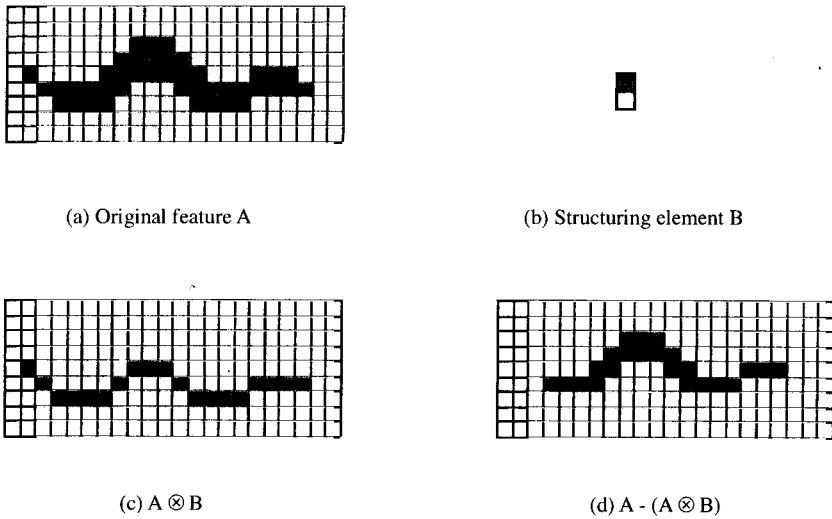 (a) Original feature A
(b) Structuring element B
(c) A ⊗ B
(d) A - (A ⊗ B)